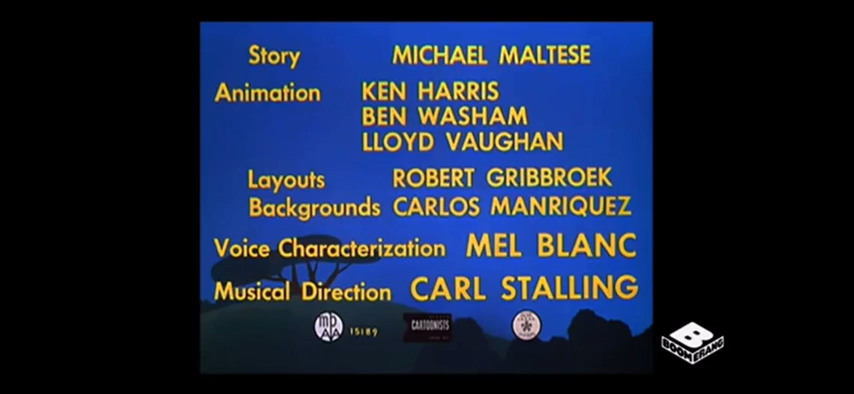 Story MICHAEL MALTESE
Animation KEN HARRIS
BEN WASHAM
LLOYD VAUGHAN
Layouts ROBERT GRIBBROEK
Backgrounds CARLOS MANRIQUEZ
Voice Characterization MEL BLANC
Musical Direction CARL STALLING
MPAA 15189 CARTOONISTS
B
BOOMERANG